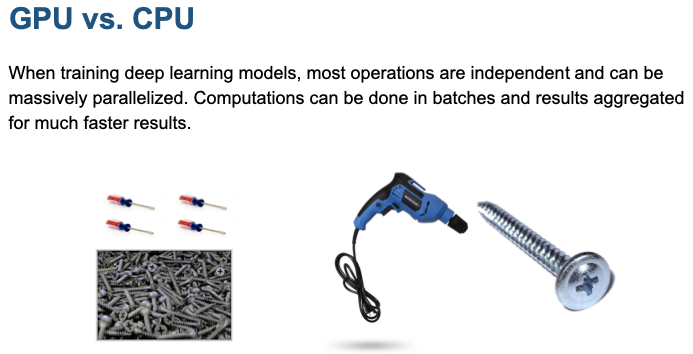 GPU vs. CPU
When training deep learning models, most operations are independent and can be
massively parallelized. Computations can be done in batches and results aggregated
for much faster results.